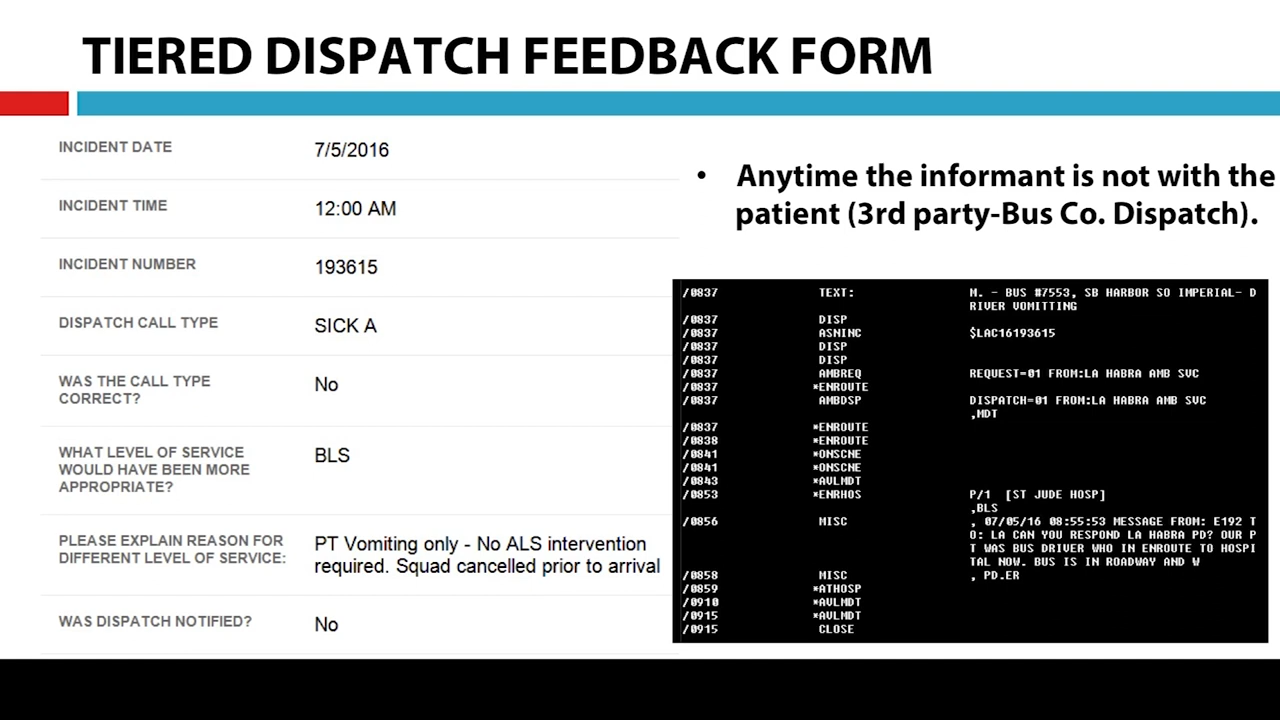 TIERED DISPATCH FEEDBACK FORM
INCIDENT DATE 7/5/2016
INCIDENT TIME 12:00 AM
INCIDENT NUMBER 193615
DISPATCH CALL TYPE SICK A
WAS THE CALL TYPE
CORRECT? No
WHAT LEVEL OF SERVICE
WOULD HAVE BEEN MORE
APPROPRIATE? BLS
PLEASE EXPLAIN REASON FOR
DIFFERENT LEVEL OF SERVICE:
PT Vomiting only - No ALS intervention
required. Squad cancelled prior to arrival
WAS DISPATCH NOTIFIED? No
• Anytime the informant is not with the
patient (3rd party-Bus Co. Dispatch).
/0837 TEXT: M. - BUS #7553, SB HARBOR SO IMPERIAL- D
RIVER VOMITTING
/0837 DISP
/0837 ASNINC $LAC16193615
/0837 DISP
/0837 DISP
/0837 AMBREQ REQUEST=01 FROM:LA HABRA AMB SVC
/0837 *ENROUTE
/0837 AMBDSP DISPATCH=01 FROM:LA HABRA AMB SVC
,MDT
/0837 *ENROUTE
/0838 *ENROUTE
/0841 *ONSCNE
/0841 *ONSCNE
/0843 *AVLMDT
/0853 *ENRHOS P/1 [ST JUDE HOSP]
,BLS
/0856 MISC , 07/05/16 08:55:53 MESSAGE FROM: E192 T
O: LA CAN YOU RESPOND LA HABRA PD? OUR P
T WAS BUS DRIVER WHO IN ENROUTE TO HOSPI
TAL NOW. BUS IS IN ROADWAY AND W
/0858 MISC , PD.ER
/0859 *ATHOSP
/0910 *AVLMDT
/0915 *AVLMDT
/0915 CLOSE